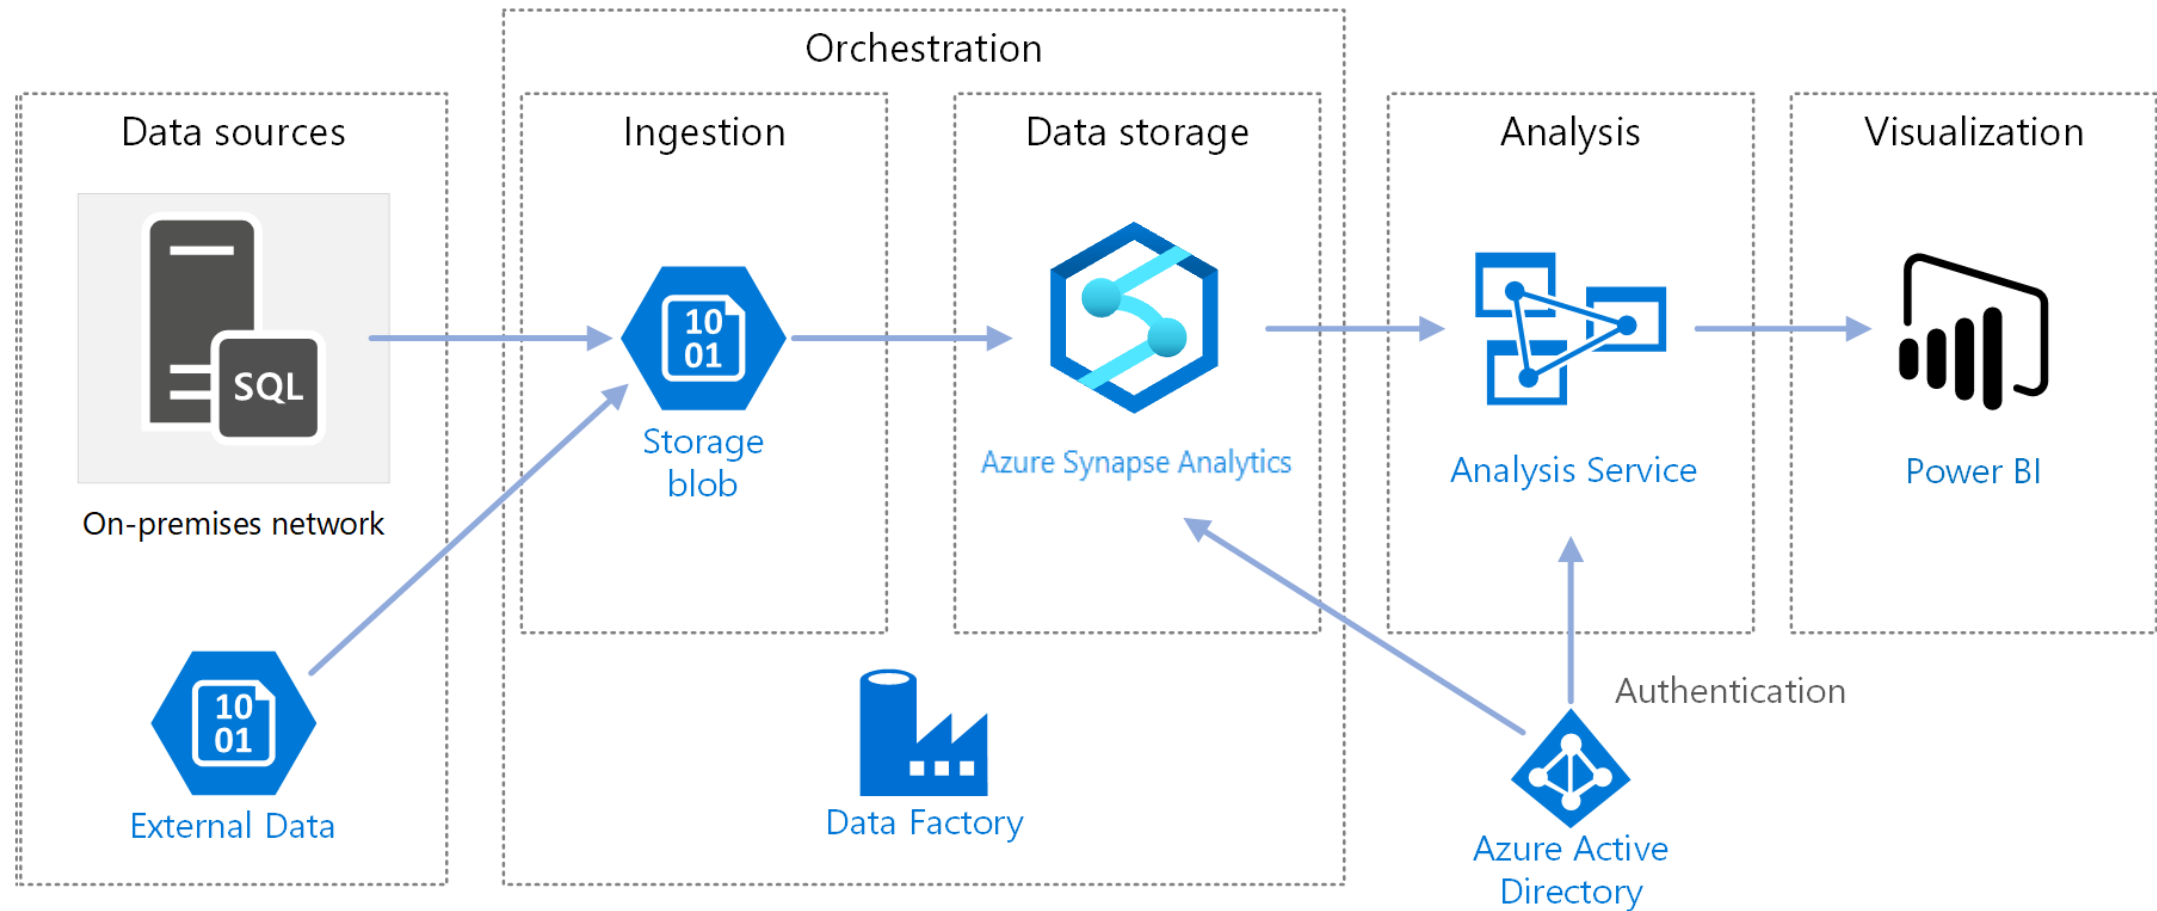 Orchestration
Data sources
Ingestion
Data storage
Analysis
Visualization
SQL
On-premises network
10
01
Storage
blob
Azure Synapse Analytics
Analysis Service
Power BI
10
01
External Data
Data Factory
Authentication
Azure Active
Directory